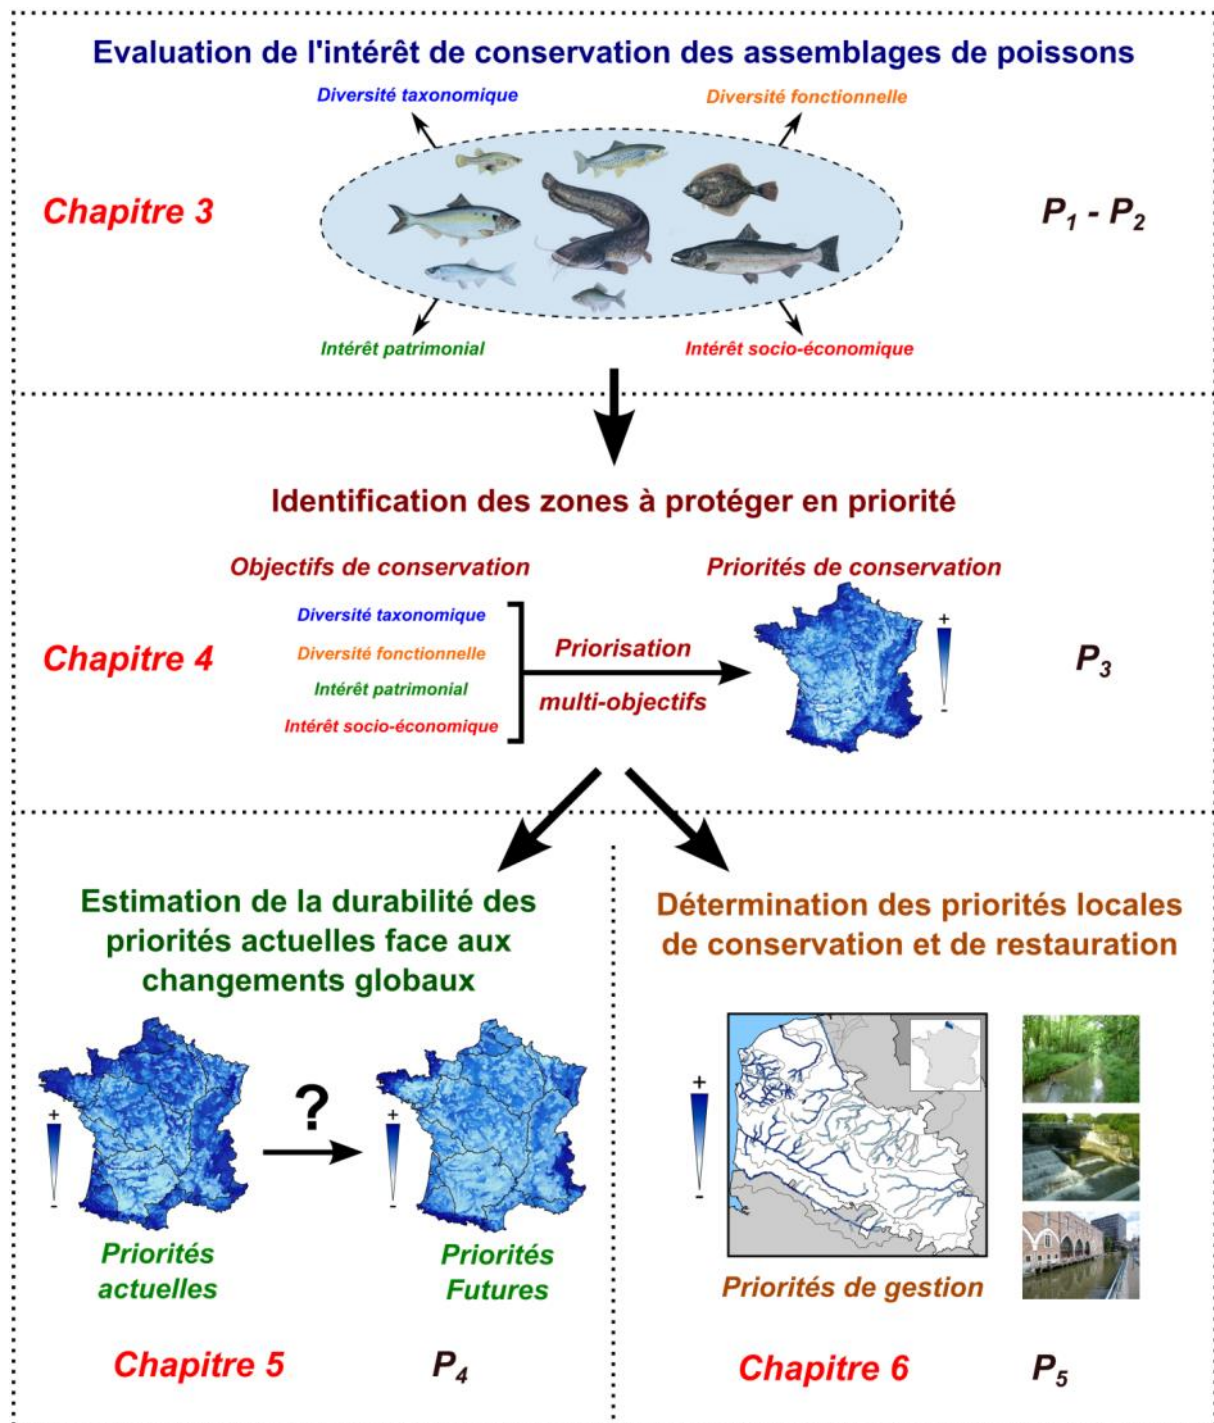 Evaluation de l'intérêt de conservation des assemblages de poissons
Diversité taxonomique
Diversité fonctionnelle
Chapitre 3
P1 - P2
Intérêt patrimonial
Intérêt socio-économique
Identification des zones à protéger en priorité
Objectifs de conservation
Priorités de conservation
Diversité taxonomique
Diversité fonctionnelle
Intérêt patrimonial
Intérêt socio-économique
Priorisation
multi-objectifs
+
-
Chapitre 4
P3
Estimation de la durabilité des
priorités actuelles face aux
changements globaux
+
-
?
+
-
Priorités
actuelles
Priorités
Futures
Chapitre 5
P4
Détermination des priorités locales
de conservation et de restauration
+
-
Priorités de gestion
Chapitre 6
P5